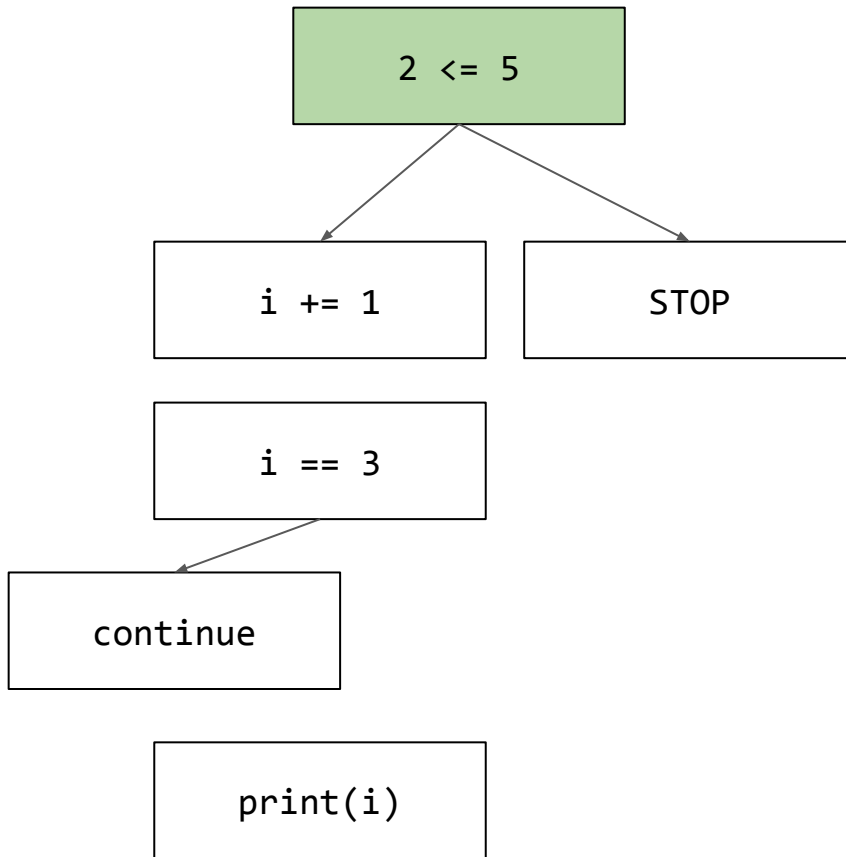 2 <= 5
i += 1
STOP
i == 3
continue
print(i)